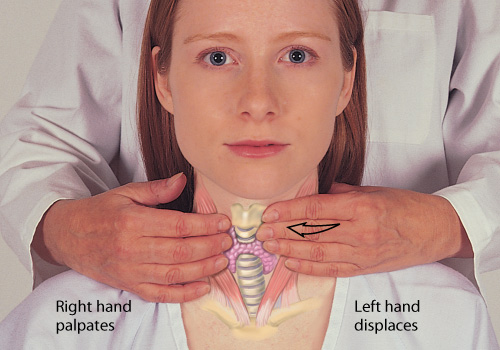 Right hand
palpates
Left hand
displaces